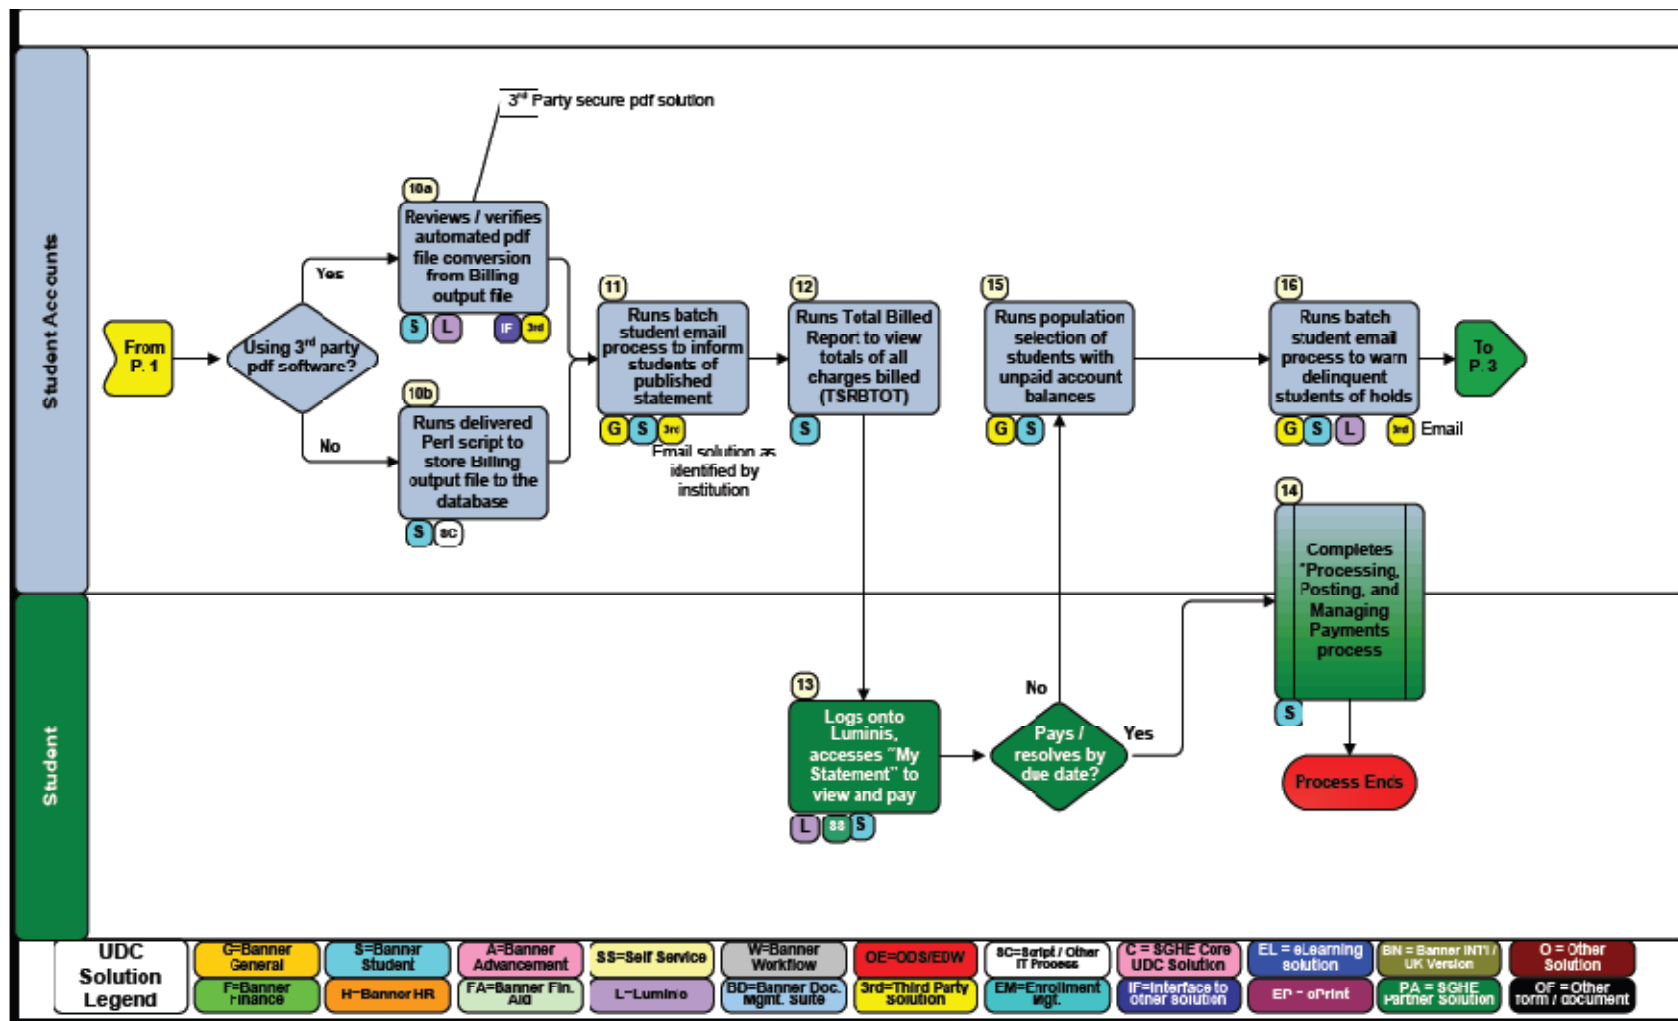 Student Accounts
3rd Party secure pdf solution
From
P. 1
Using 3rd party
pdf software?
Yes
No
10a
Reviews / verifies
automated pdf
file conversion
from Billing
output file
S
L
IF
3rd
10b
Runs delivered
Perl script to
store Billing
output file to the
database
S
SC
11
Runs batch
student email
process to inform
students of
published
statement
G
S
3rd
Email solution as
identified by
institution
12
Runs Total Billed
Report to view
totals of all
charges billed
(TSRBTOT)
S
15
Runs population
selection of
students with
unpaid account
balances
G
S
16
Runs batch
student email
process to warn
delinquent
students of holds
G
S
L
3rd
Email
To
P. 3
14
Completes
"Processing,
Posting, and
Managing
Payments
process
S
Process Ends
Student
13
Logs onto
Luminis,
accesses "My
Statement" to
view and pay
L
SS
S
Pays /
resolves by
due date?
No
Yes
UDC
Solution
Legend
G=Banner
General
S=Banner
Student
A=Banner
Advancement
SS=Self Service
W=Banner
Workflow
OE=ODS/EDW
SC=Script / Other
IT Process
C = SGHE Core
UDC Solution
EL = eLearning
solution
BN = Banner INTL /
UK Version
O = Other
Solution
F=Banner
Finance
H=Banner HR
FA=Banner Fin.
Aid
L=Luminis
BD=Banner Doc.
Mgmt. Suite
3rd=Third Party
Solution
EM=Enrollment
Mgt.
IF=Interface to
other solution
EP = ePrint
PA = SGHE
Partner Solution
OF = Other
form / document